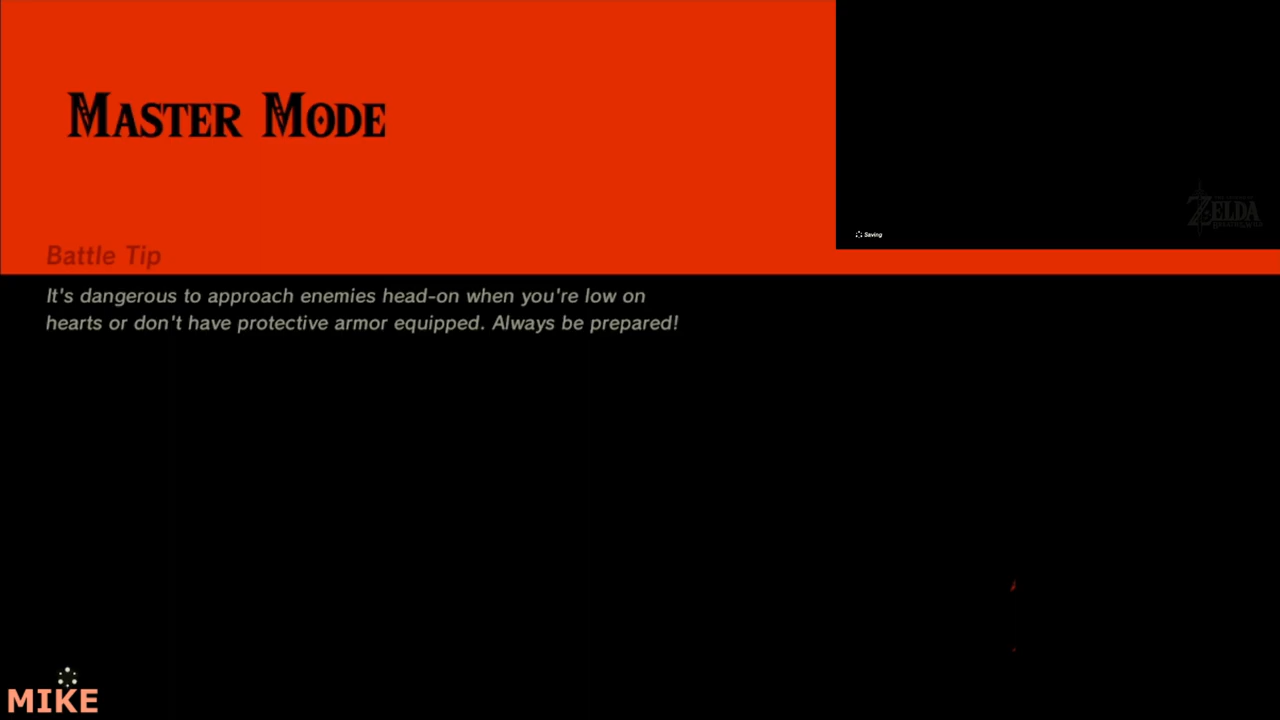 MASTER MODE
Battle Tip
It's dangerous to approach enemies head-on when you're low on
hearts or don't have protective armor equipped. Always be prepared!
Saving
ZELDA
MIKE